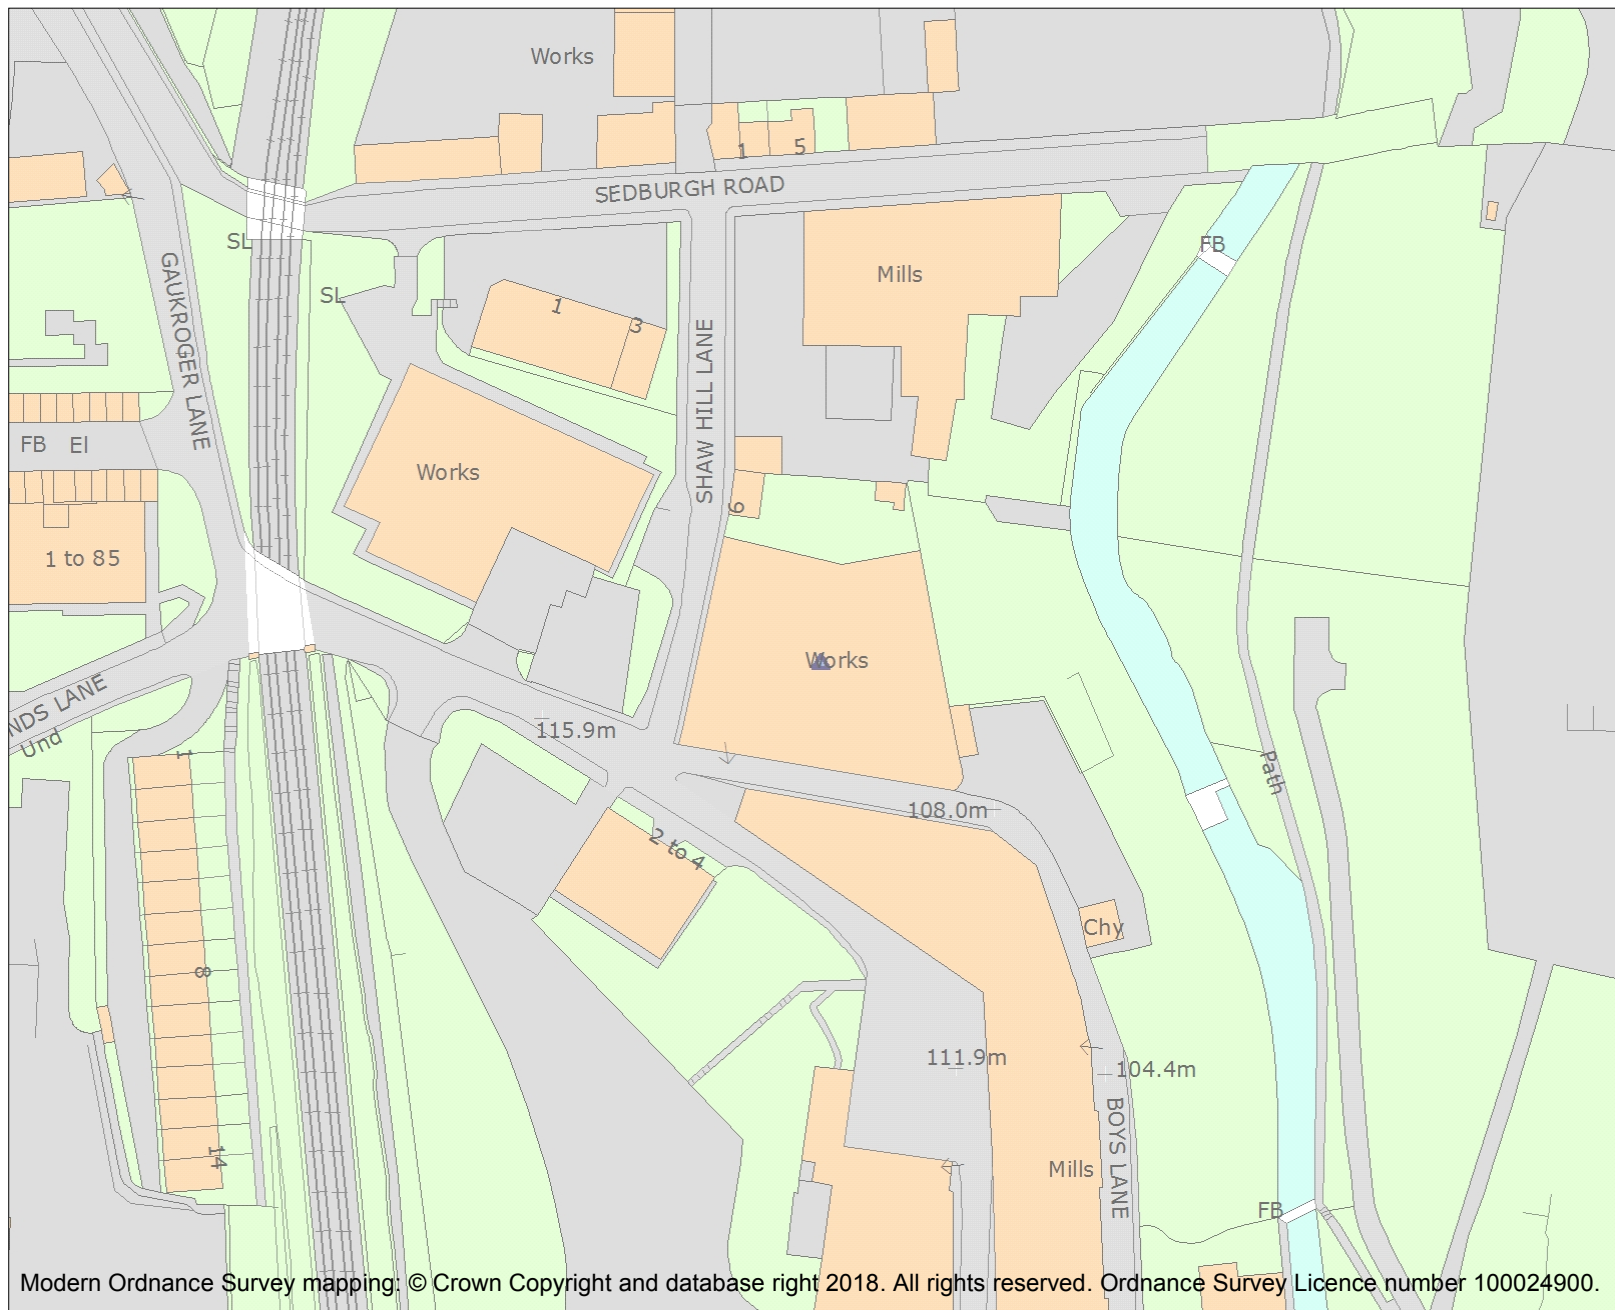 Works
1
5
SEDBURGH ROAD
SL
FB
GAUKROGER LANE
Mills
SL
1
3
SHAW HILL LANE
FB
El
Works
6
1 to 85
Works
NDS LANE
Und
115.9m
1
Path
108.0m
2 to 4
Chy
8
111.9m
104.4m
BOYS LANE
14
Mills
FB
Modern Ordnance Survey mapping: © Crown Copyright and database right 2018. All rights reserved. Ordnance Survey Licence number 100024900.